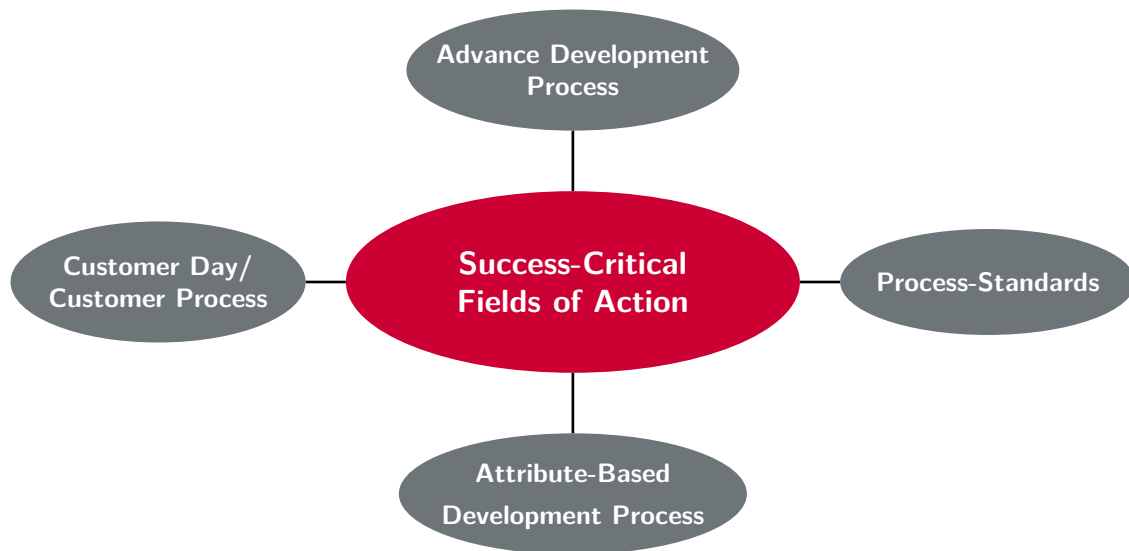 Advance Development
Process
Customer Day/
Customer Process
Success-Critical
Fields of Action
Process-Standards
Attribute-Based
Development Process